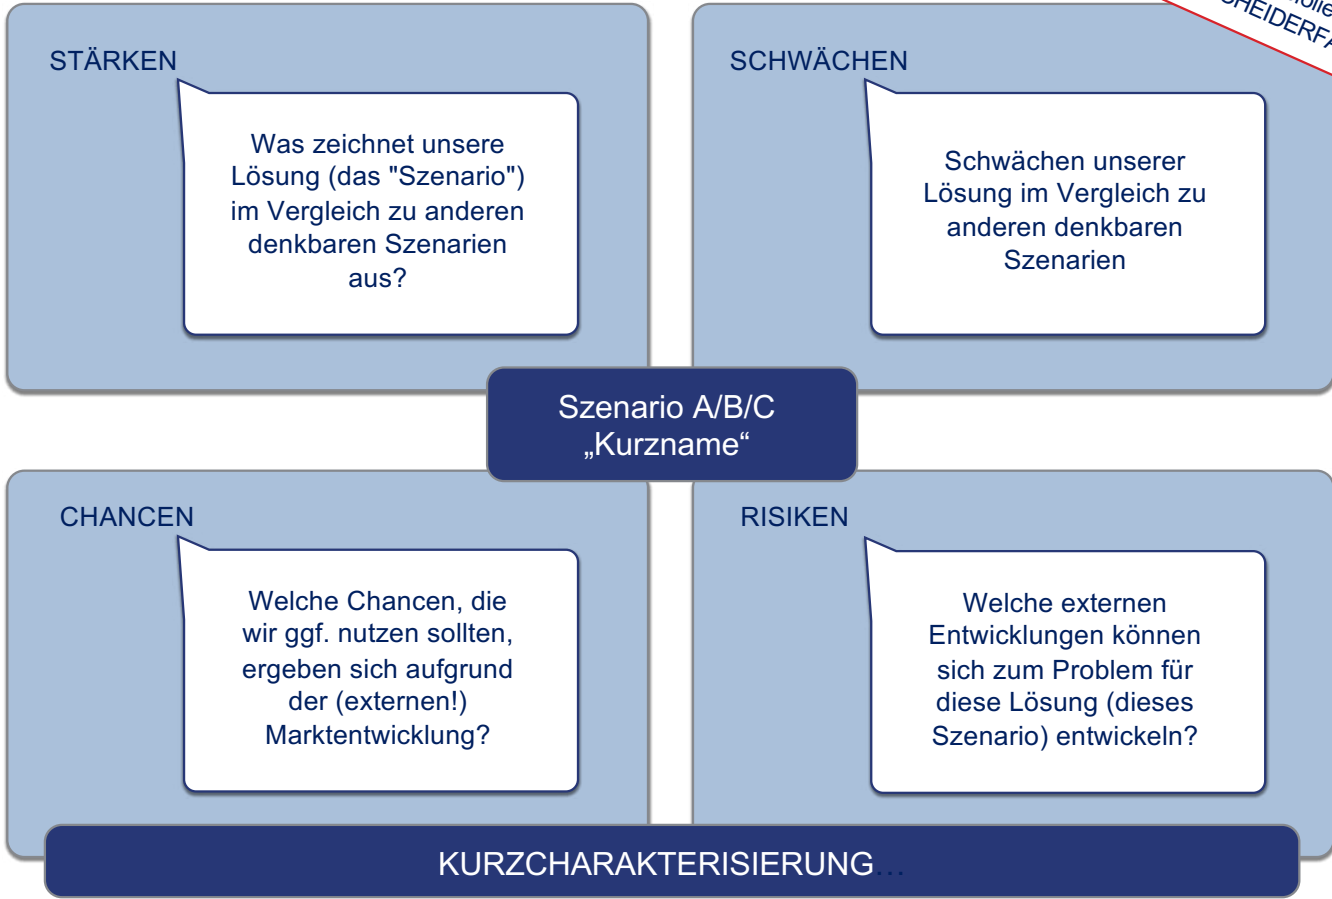 STÄRKEN
Was zeichnet unsere
Lösung (das "Szenario")
im Vergleich zu anderen
denkbaren Szenarien
aus?
SCHWÄCHEN
Schwächen unserer
Lösung im Vergleich zu
anderen denkbaren
Szenarien
Szenario A/B/C
„Kurzname“
CHANCEN
Welche Chancen, die
wir ggf. nutzen sollten,
ergeben sich aufgrund
der (externen!)
Marktentwicklung?
RISIKEN
Welche externen
Entwicklungen können
sich zum Problem für
diese Lösung (dieses
Szenario) entwickeln?
KURZCHARAKTERISIERUNG…